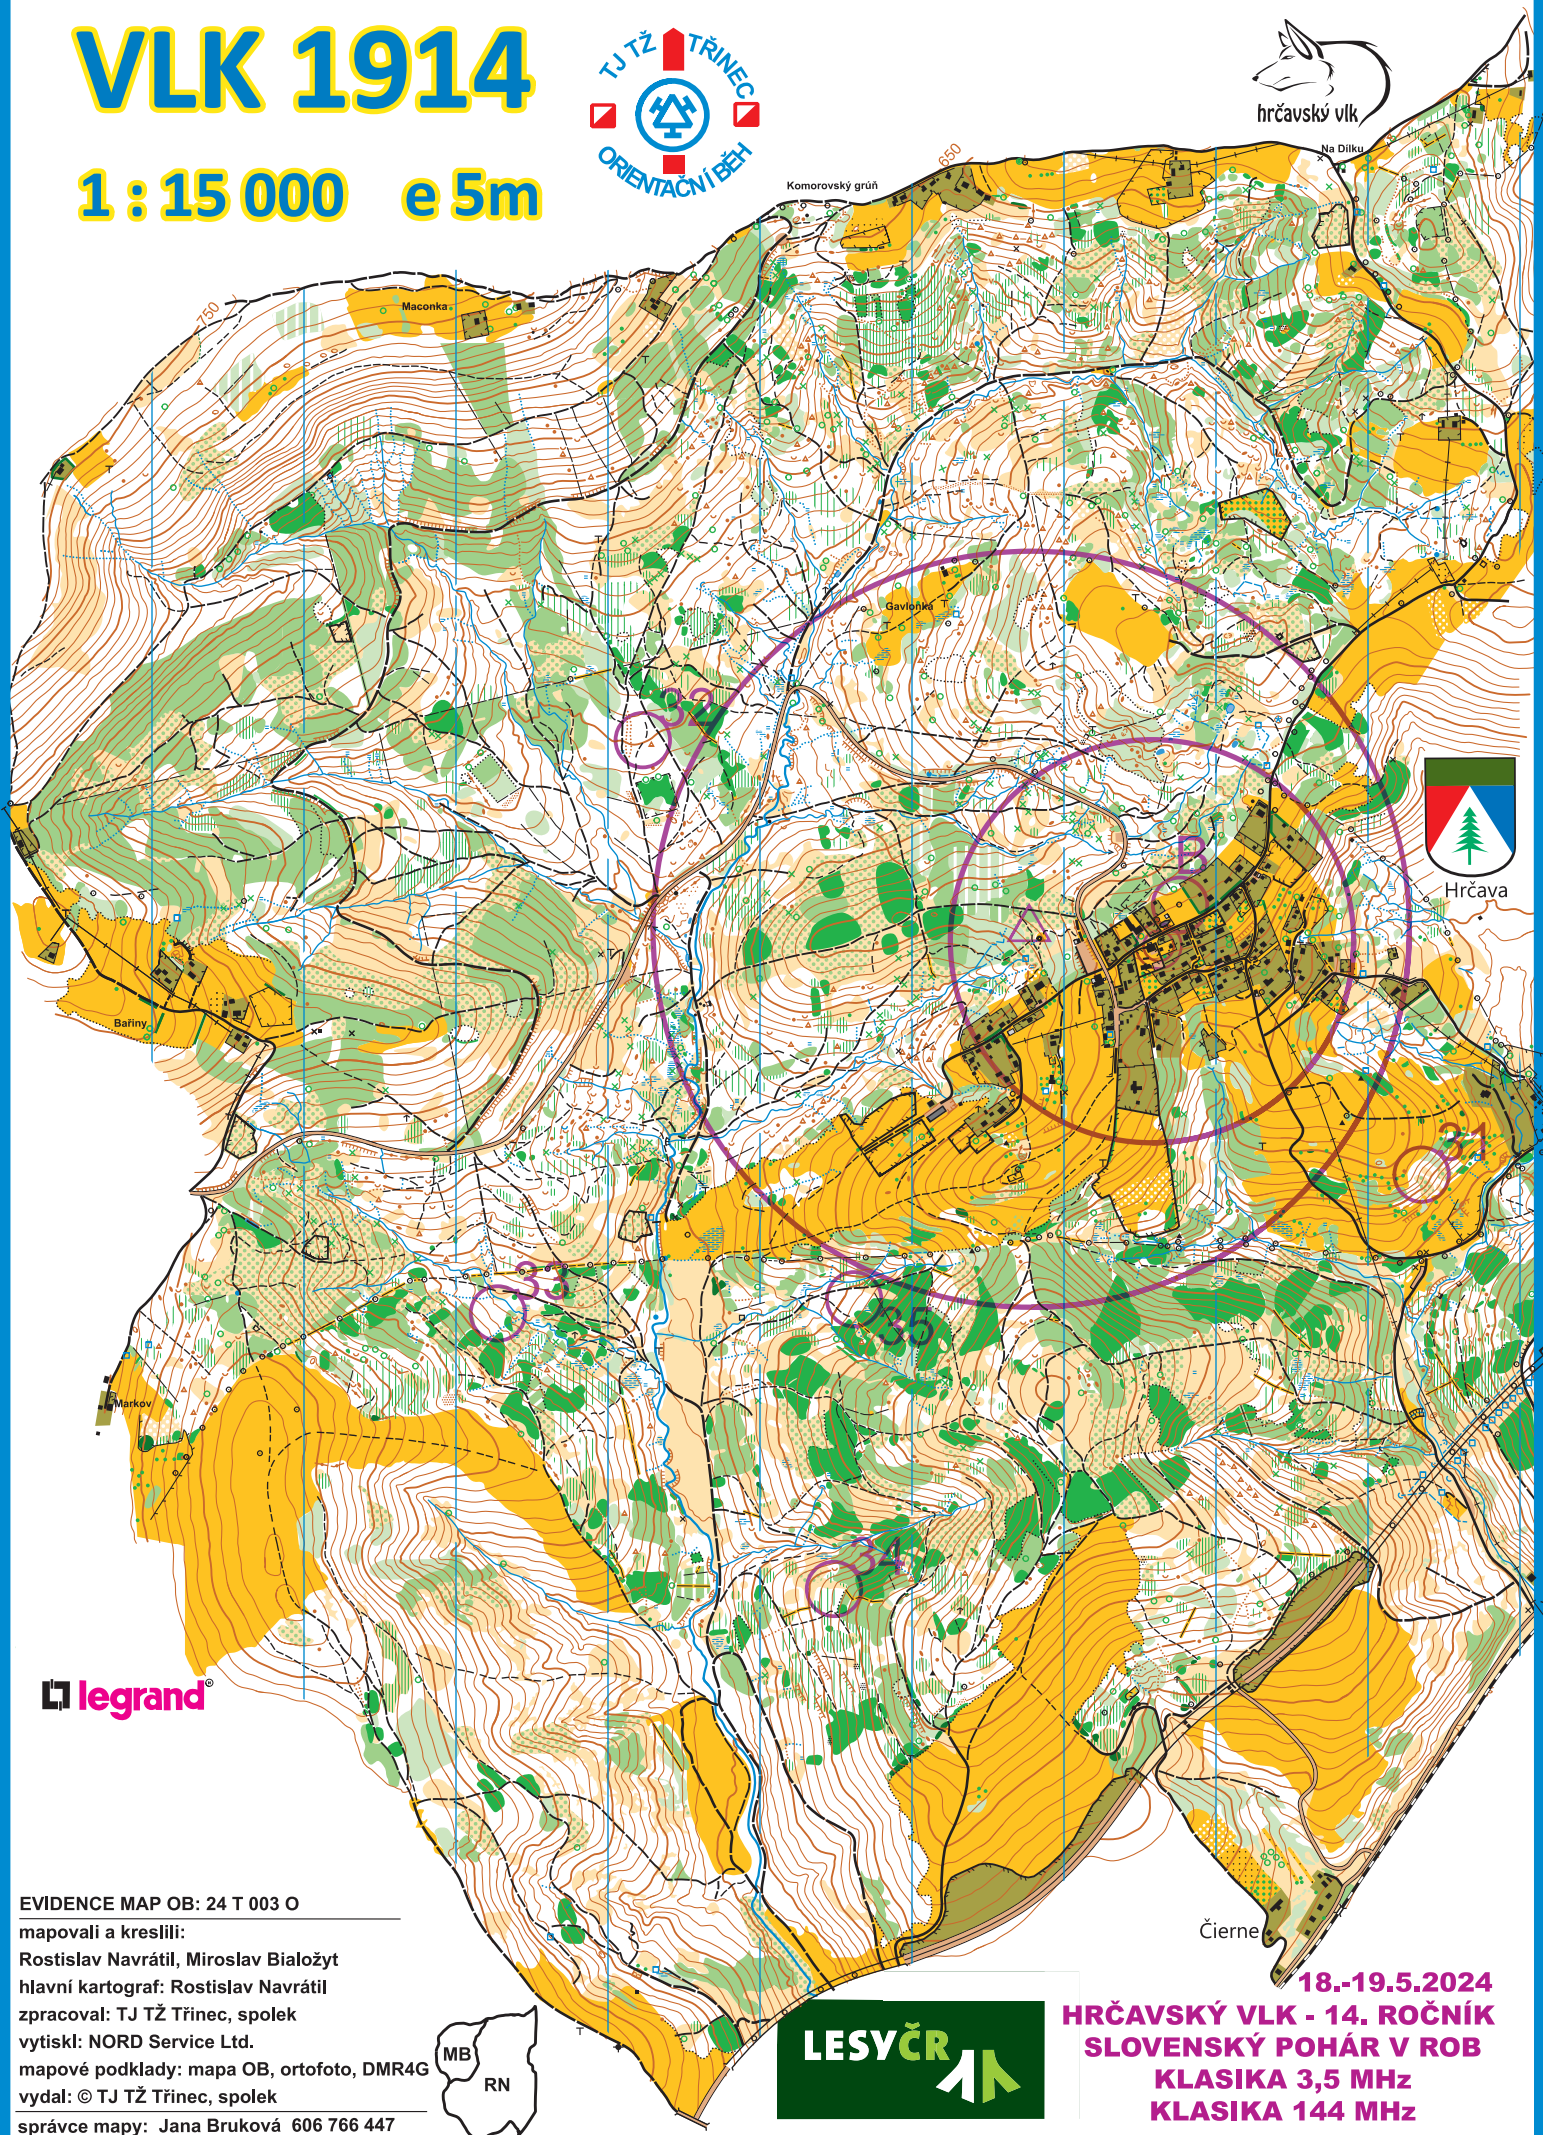 VLK 1914
1 : 15 000 e 5m
TJ TŽ TŘINEC
ORIENTAČNÍ BĚH
hrčavský vlk
Na Dílku
650
Komorovský grúň
750
Maconka
Gavloňka
32
B
Hrčava
Bařiny
31
33
35
Markov
34
legrand®
EVIDENCE MAP OB: 24 T 003 O
mapovali a kreslili:
Rostislav Navrátil, Miroslav Bialožyt
hlavní kartograf: Rostislav Navrátil
zpracoval: TJ TŽ Třinec, spolek
vytiskl: NORD Service Ltd.
mapové podklady: mapa OB, ortofoto, DMR4G
vydal: © TJ TŽ Třinec, spolek
správce mapy: Jana Bruková 606 766 447
MB
RN
LESY ČR
Čierne
18.-19.5.2024
HRČAVSKÝ VLK - 14. ROČNÍK
SLOVENSKÝ POHÁR V ROB
KLASIKA 3,5 MHz
KLASIKA 144 MHz